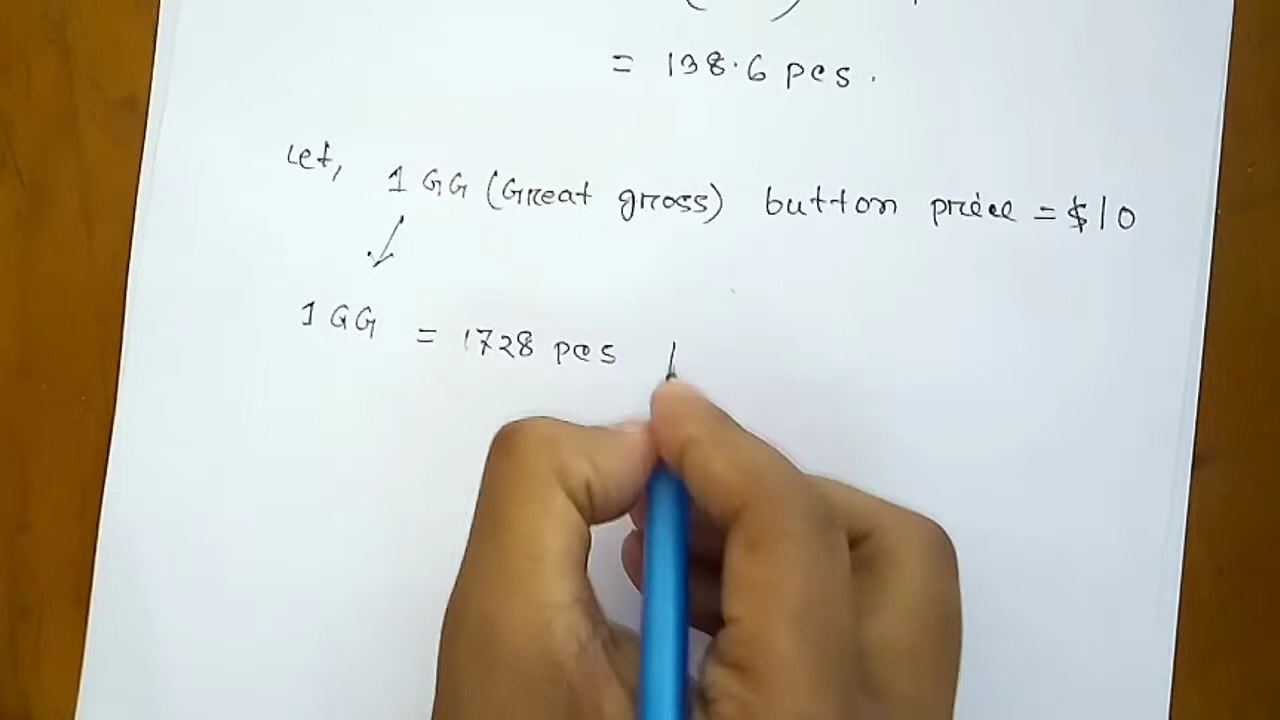 = 138.6 pcs.
Let, 1 GG (Great gross) button price = $10
1 GG = 1728 pcs